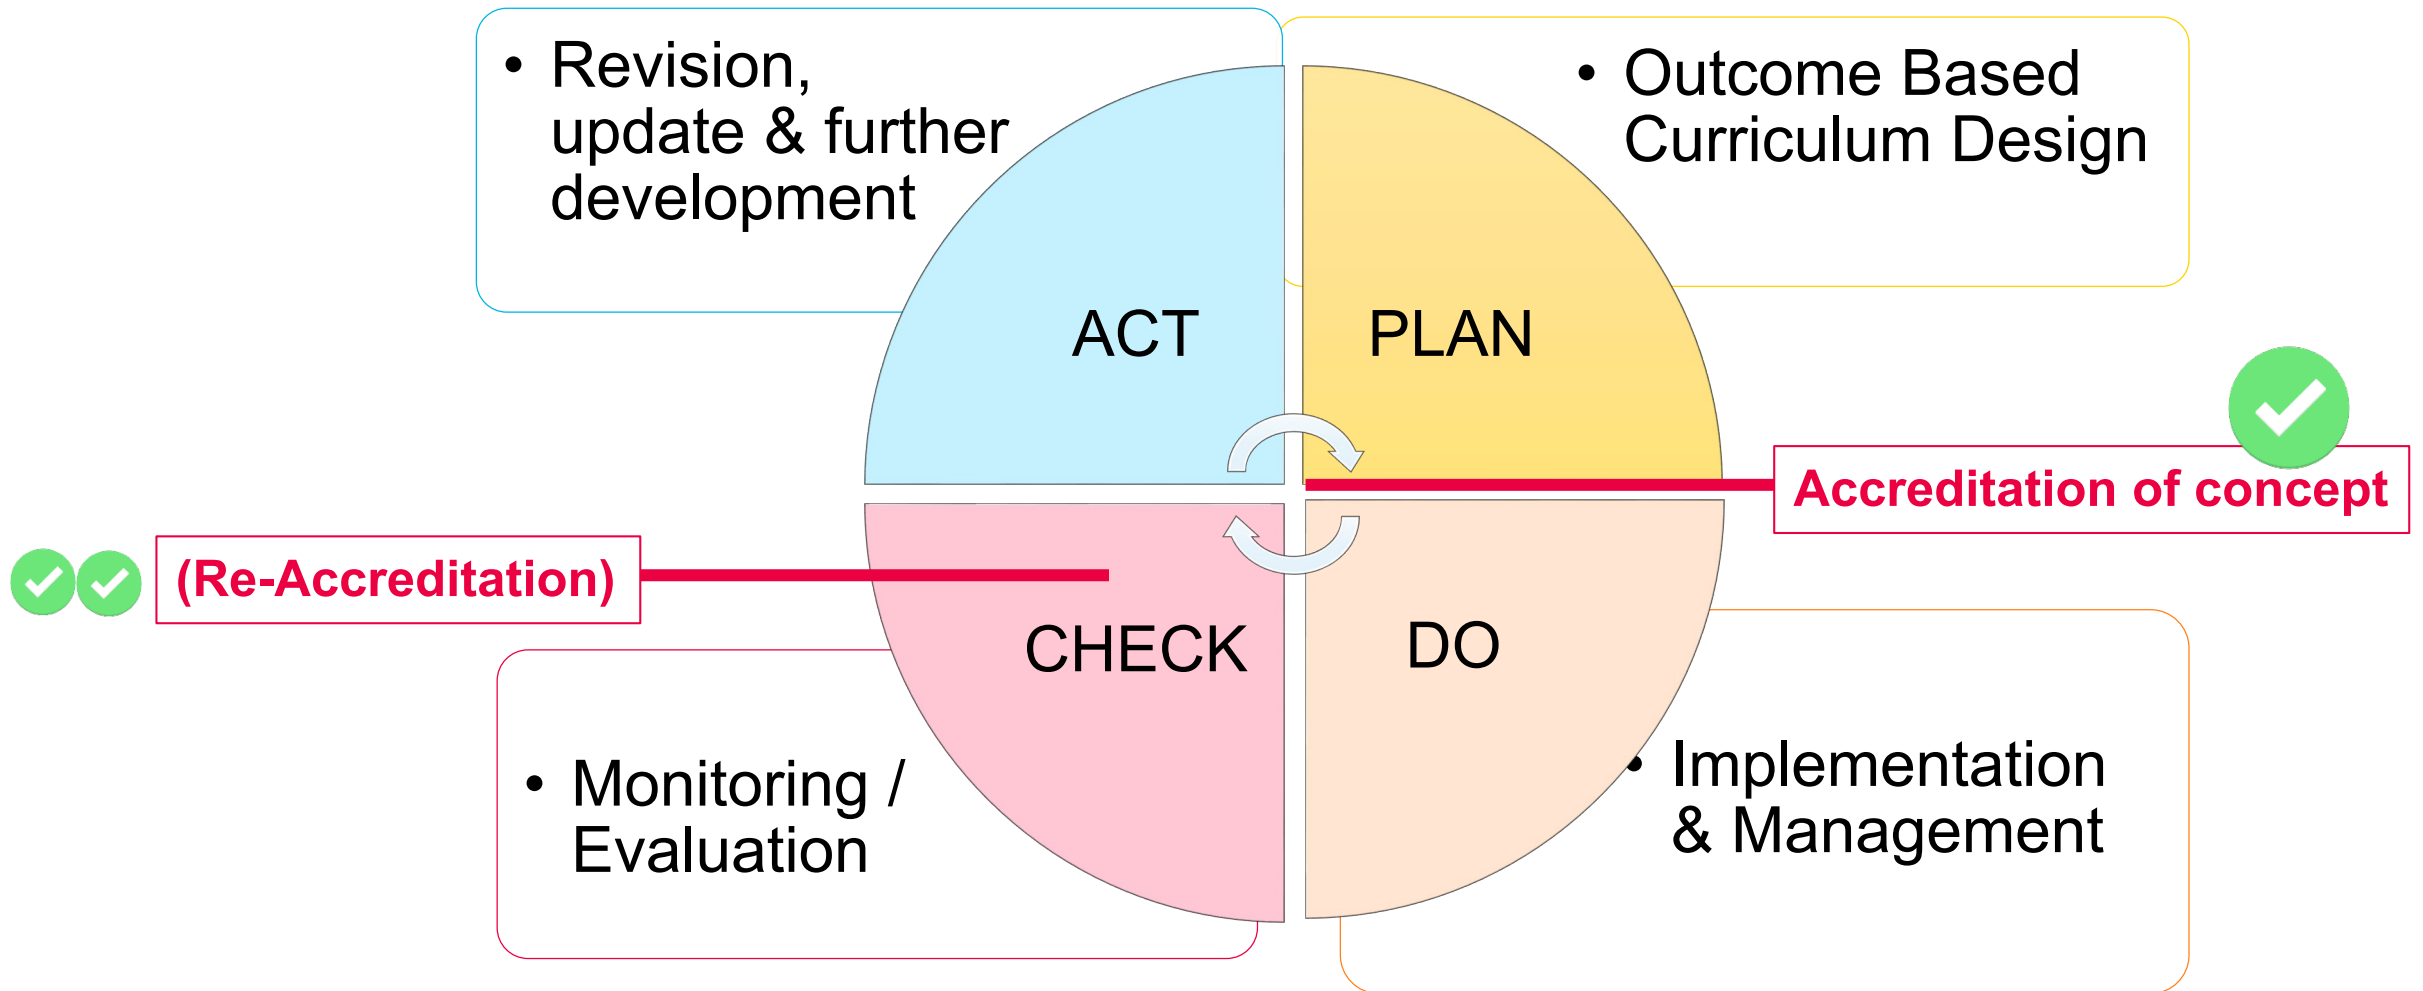 • Revision,
update & further
development
• Outcome Based
Curriculum Design
ACT
PLAN
Accreditation of concept
(Re-Accreditation)
CHECK
DO
• Monitoring /
Evaluation
• Implementation
& Management